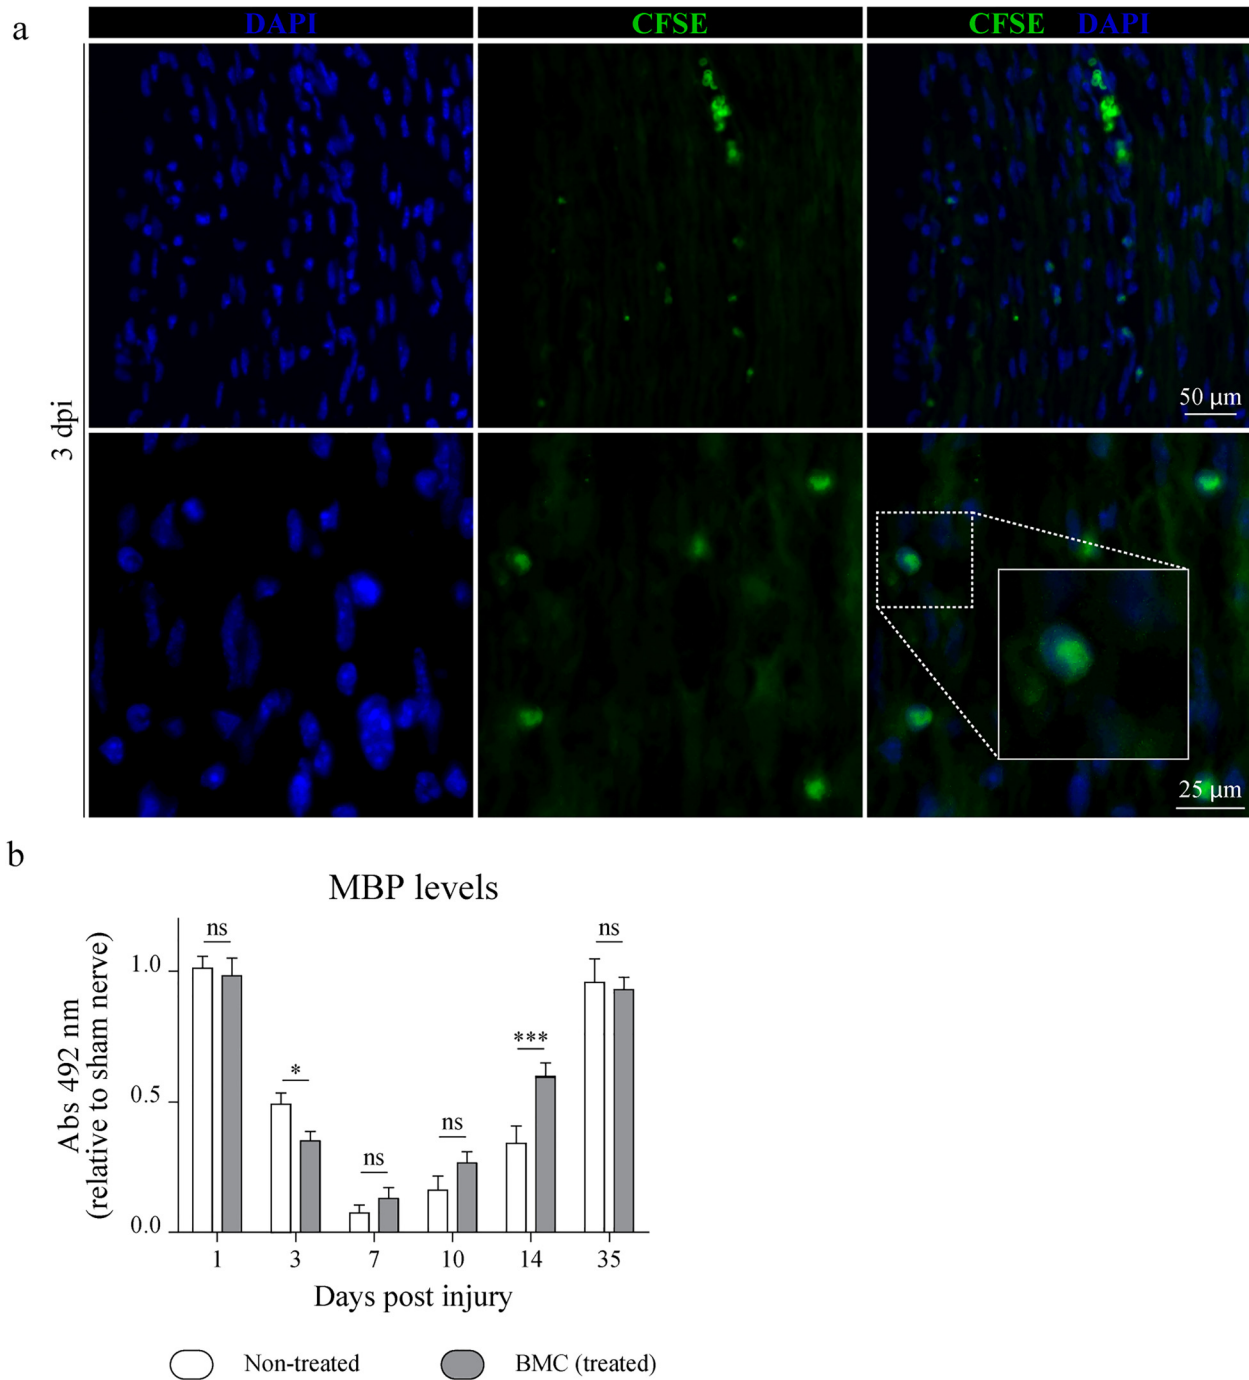 a
DAPI
CFSE
CFSE DAPI
3 dpi
50 µm
25 µm
b
MBP levels
Abs 492 nm
(relative to sham nerve)
1.0
0.5
0.0
ns
*
ns
ns
***
ns
1 3 7 10 14 35
Days post injury
Non-treated BMC (treated)